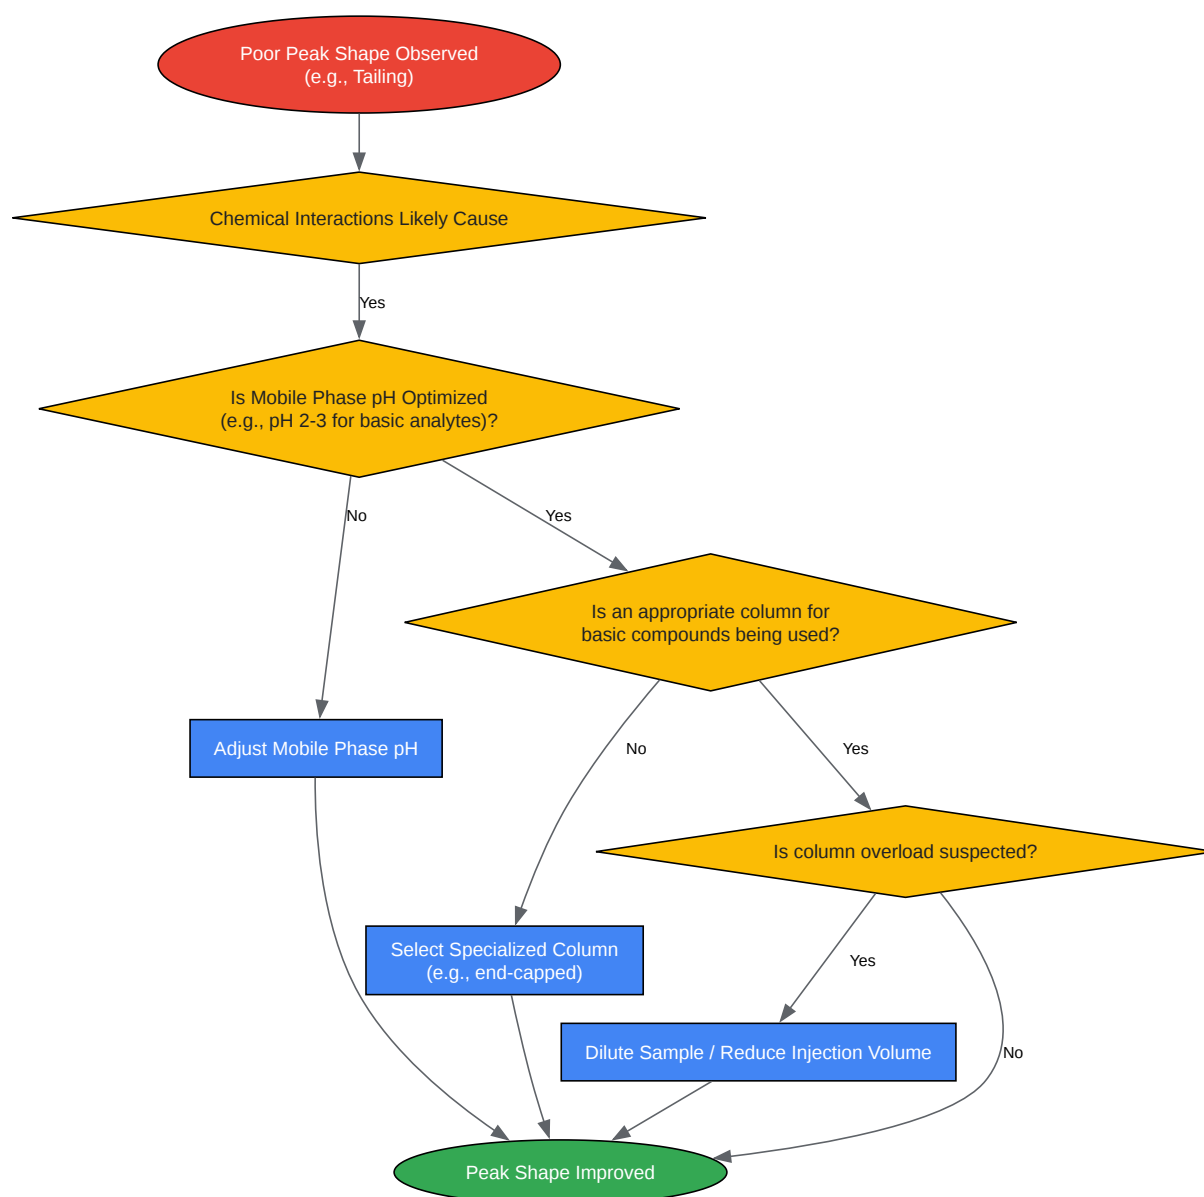 Poor Peak Shape Observed
(e.g., Tailing)
Chemical Interactions Likely Cause
Yes
Is Mobile Phase pH Optimized
(e.g., pH 2-3 for basic analytes)?
No
Yes
Is an appropriate column for
basic compounds being used?
Adjust Mobile Phase pH
No
Yes
Is column overload suspected?
Select Specialized Column
(e.g., end-capped)
Yes
Dilute Sample / Reduce Injection Volume
No
Peak Shape Improved